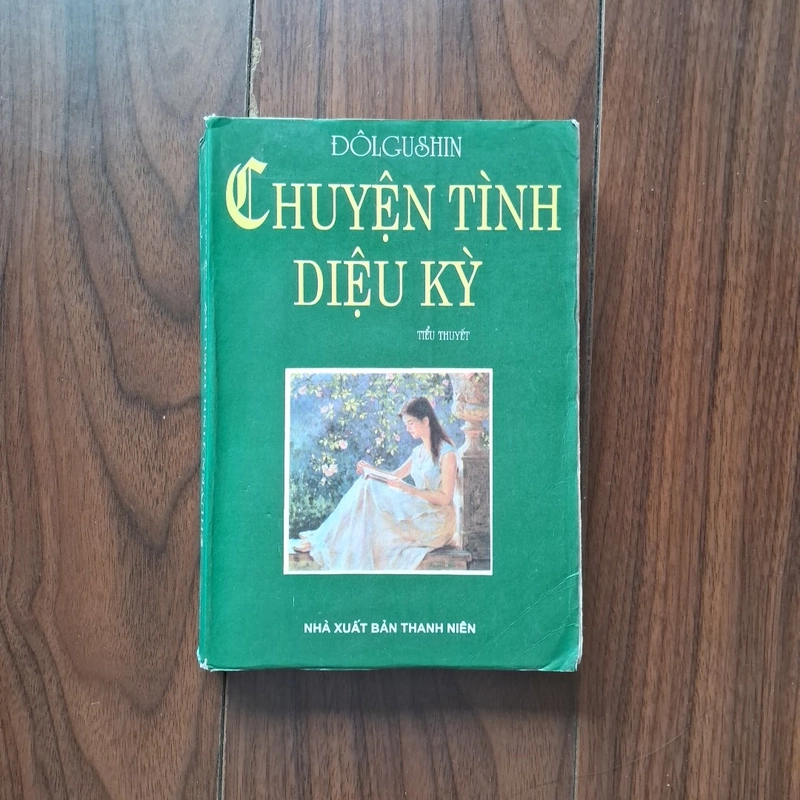 ĐÔLGUSHIN
CHUYỆN TÌNH
DIỆU KỲ
TIỂU THUYẾT
NHÀ XUẤT BẢN THANH NIÊN